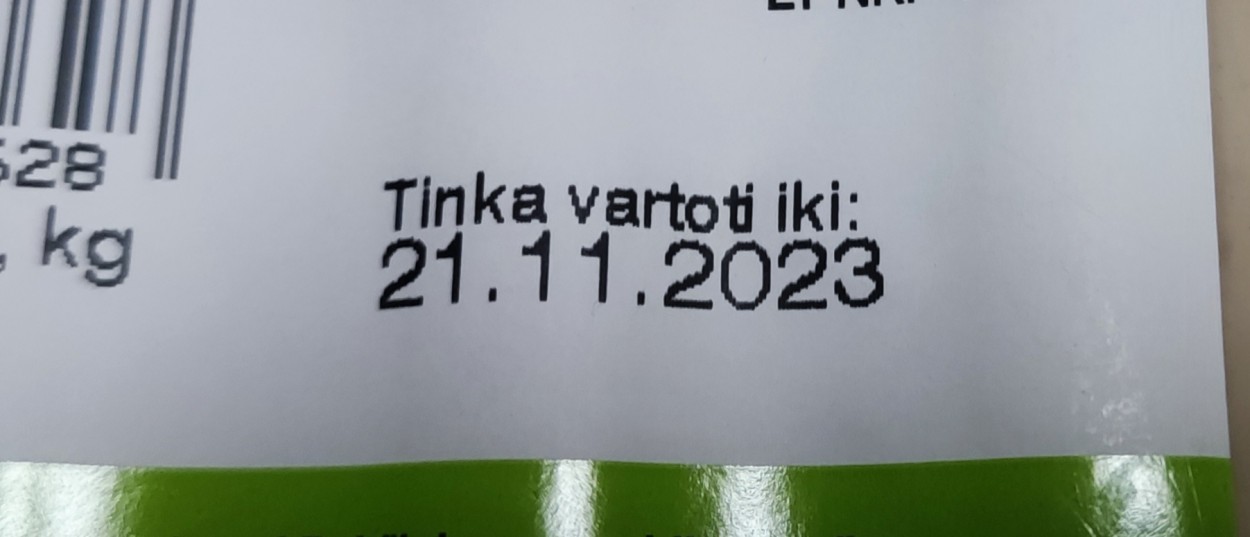 528
kg
Tinka vartoti iki:
21.11.2023